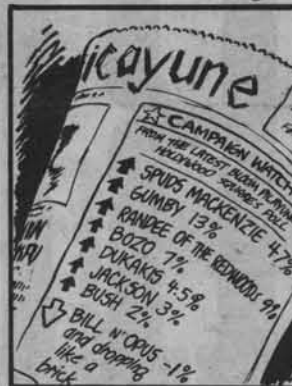 icayune
CAMPAIGN WATCH
FROM THE LATEST BLOOM PLAYING
HOLLYWOOD SQUARES POLL
SPUDS MACKENZIE 47%
GUMBY 13%
RANDEE OF THE REDWOODS 9%
BOZO 7%
DUKAKIS 4.5%
JACKSON 3%
BUSH 2%
BILL N' OPUS -1%
and dropping
like a
brick